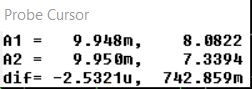 Probe Cursor
A1 = 9.948m, 8.0822
A2 = 9.950m, 7.3394
dif= -2.5321u, 742.859m